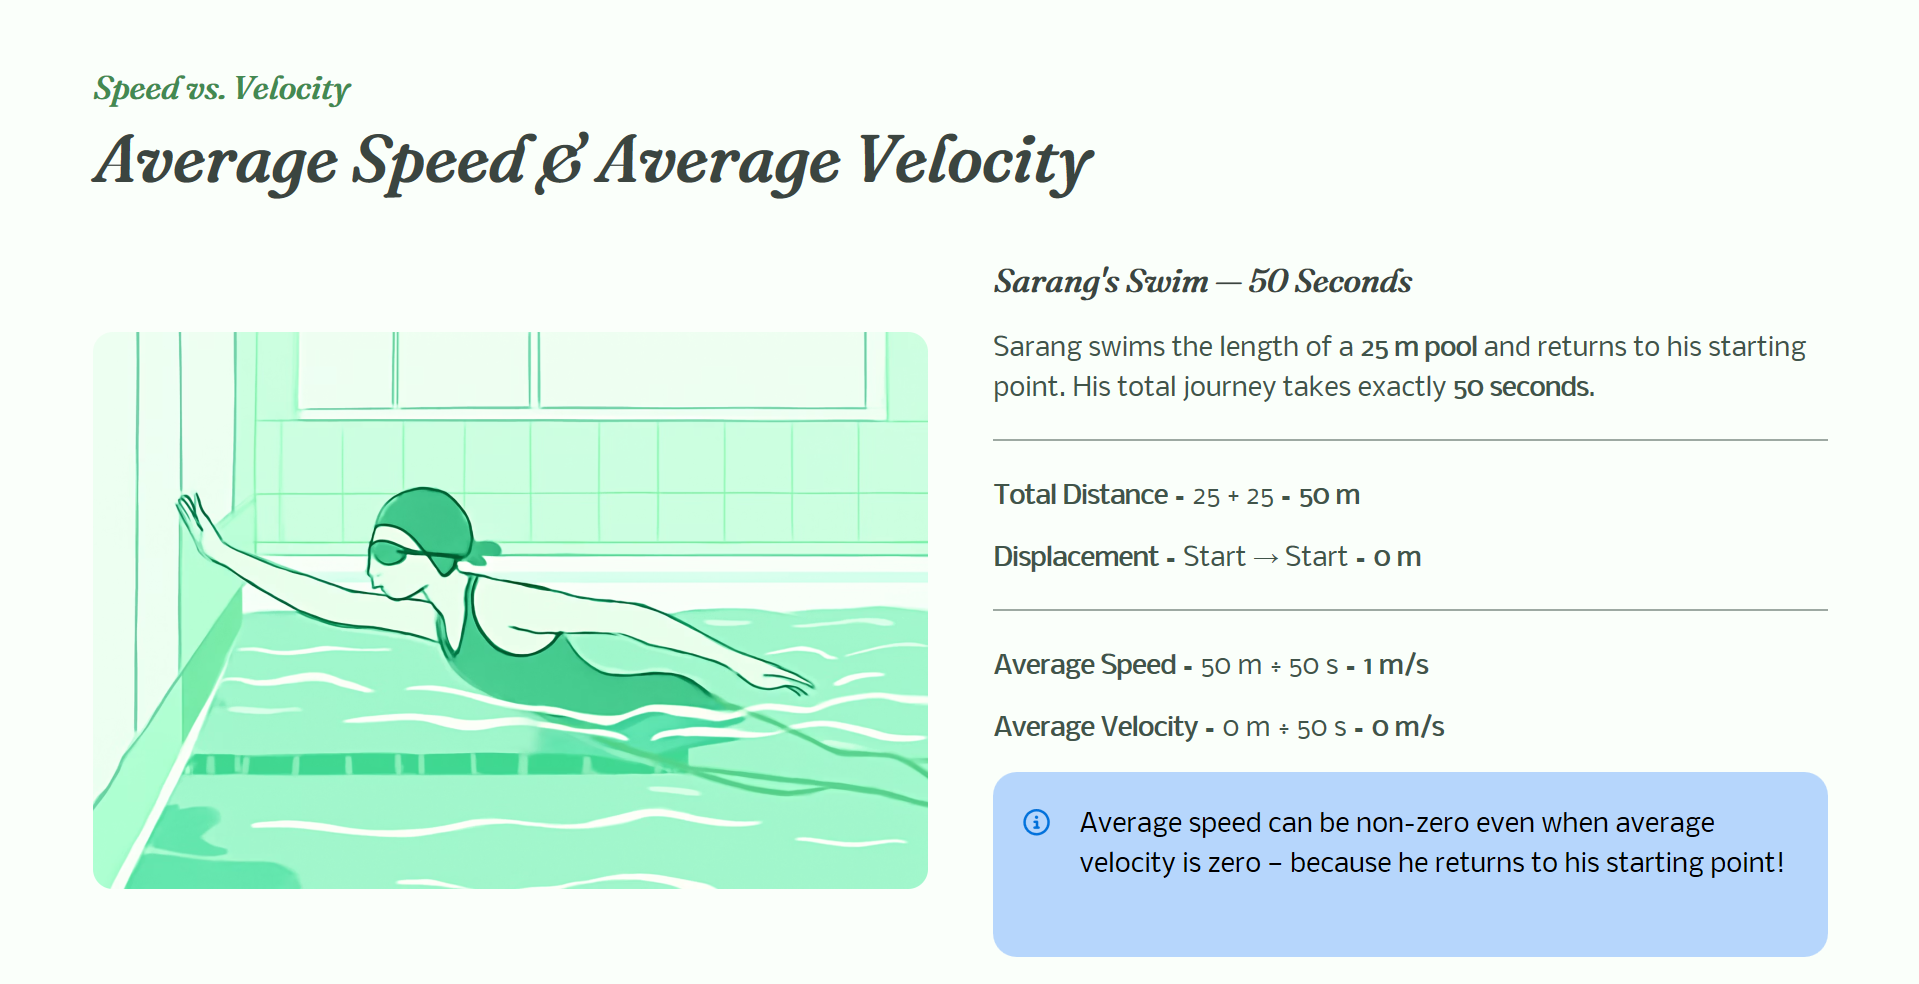 Speed vs. Velocity
Average Speed & Average Velocity
Sarang's Swim — 50 Seconds
Sarang swims the length of a 25 m pool and returns to his starting
point. His total journey takes exactly 50 seconds.
Total Distance - 25 + 25 - 50 m
Displacement - Start → Start - 0 m
Average Speed - 50 m ÷ 50 s - 1 m/s
Average Velocity - 0 m ÷ 50 s - 0 m/s
Average speed can be non-zero even when average
velocity is zero – because he returns to his starting point!